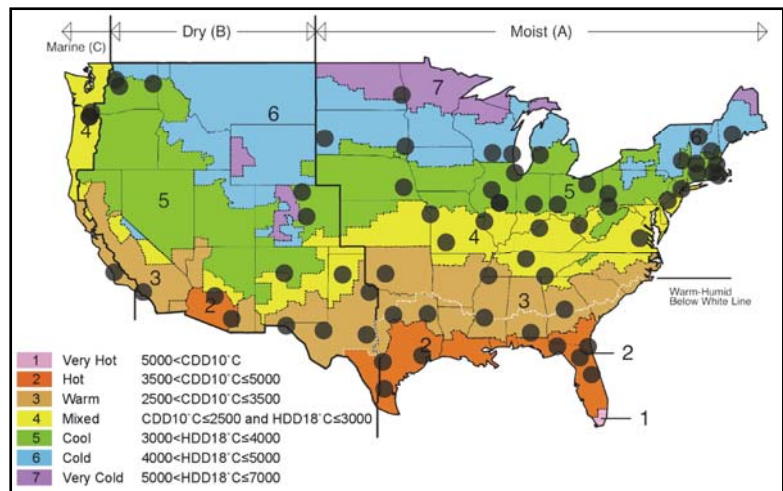 Marine (C)
Dry (B)
Moist (A)
7
6
6
4
5
5
4
3
3
Warm-Humid
Below White Line
2
2
2
1
1 Very Hot 5000<CDD10˚C
2 Hot 3500<CDD10˚C≤5000
3 Warm 2500<CDD10˚C≤3500
4 Mixed CDD10˚C≤2500 and HDD18˚C≤3000
5 Cool 3000<HDD18˚C≤4000
6 Cold 4000<HDD18˚C≤5000
7 Very Cold 5000<HDD18˚C≤7000